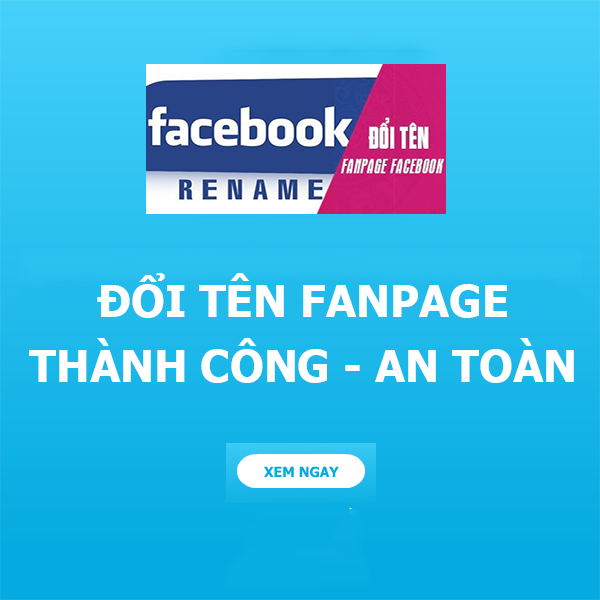 facebook
RENAME
ĐỔI TÊN
FANPAGE FACEBOOK
ĐỔI TÊN FANPAGE
THÀNH CÔNG - AN TOÀN
XEM NGAY